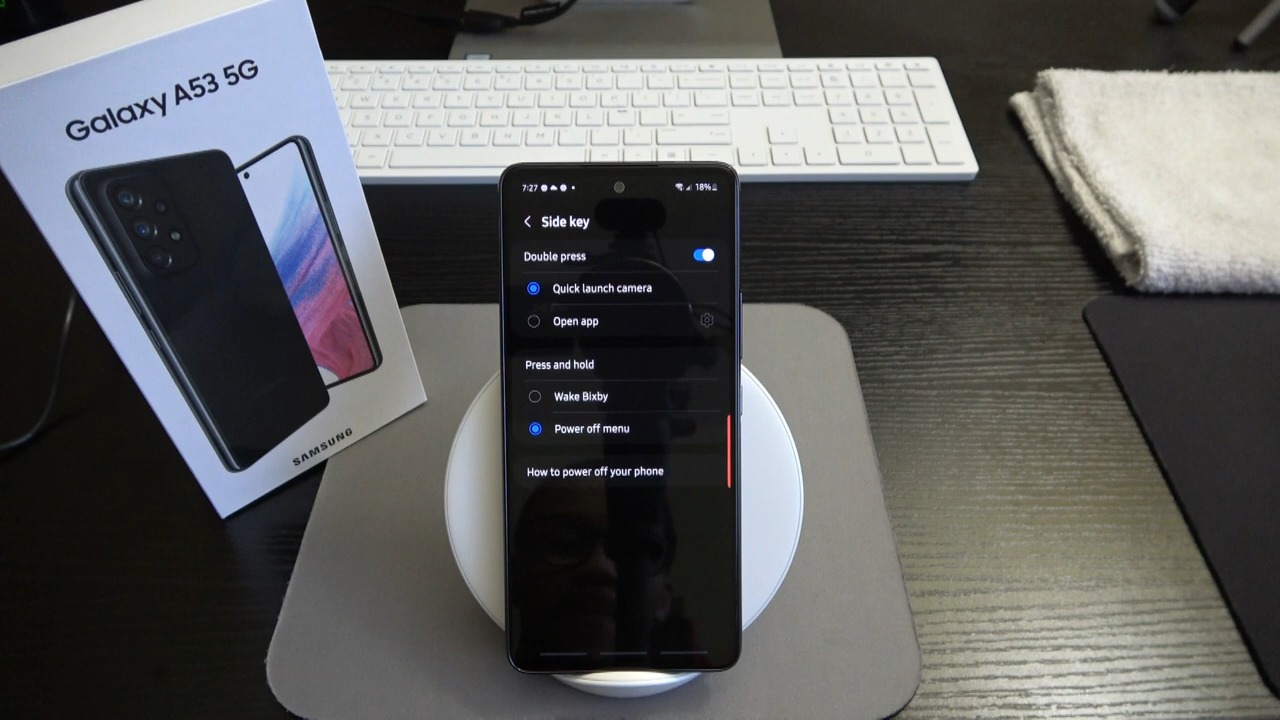 Galaxy A53 5G
SAMSUNG
7:27 18%
Side key
Double press
Quick launch camera
Open app
Press and hold
Wake Bixby
Power off menu
How to power off your phone